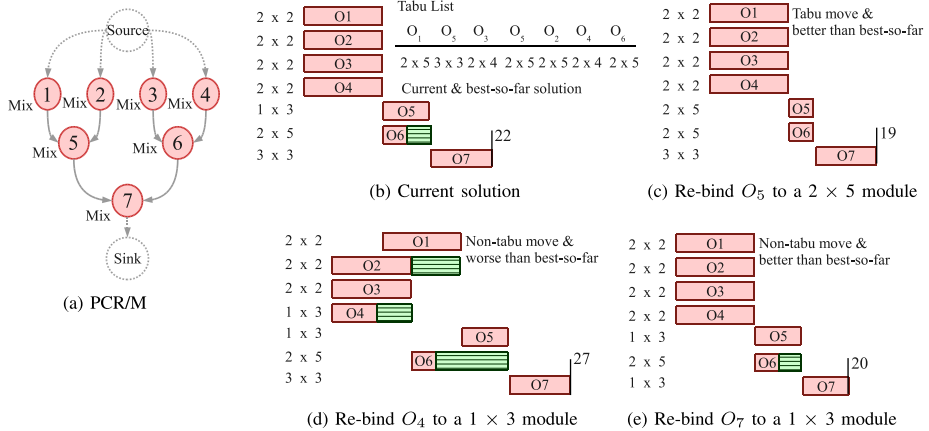 Source
1
2
3
4
Mix
Mix
Mix
Mix
5
6
Mix
Mix
7
Mix
Sink
(a) PCR/M
Tabu List
O1 O5 O3 O5 O2 O4 O6
2 x 5 3 x 3 2 x 4 2 x 5 2 x 5 2 x 4 2 x 5
Current & best-so-far solution
2 x 2 O1
2 x 2 O2
2 x 2 O3
2 x 2 O4
1 x 3 O5
2 x 5 O6
3 x 3 O7
22
(b) Current solution
Tabu move &
better than best-so-far
2 x 2 O1
2 x 2 O2
2 x 2 O3
2 x 2 O4
2 x 5 O5
2 x 5 O6
3 x 3 O7
19
(c) Re-bind O5 to a 2 × 5 module
Non-tabu move &
worse than best-so-far
2 x 2 O1
2 x 2 O2
2 x 2 O3
1 x 3 O4
1 x 3 O5
2 x 5 O6
3 x 3 O7
27
(d) Re-bind O4 to a 1 × 3 module
Non-tabu move &
better than best-so-far
2 x 2 O1
2 x 2 O2
2 x 2 O3
2 x 2 O4
1 x 3 O5
2 x 5 O6
1 x 3 O7
20
(e) Re-bind O7 to a 1 × 3 module